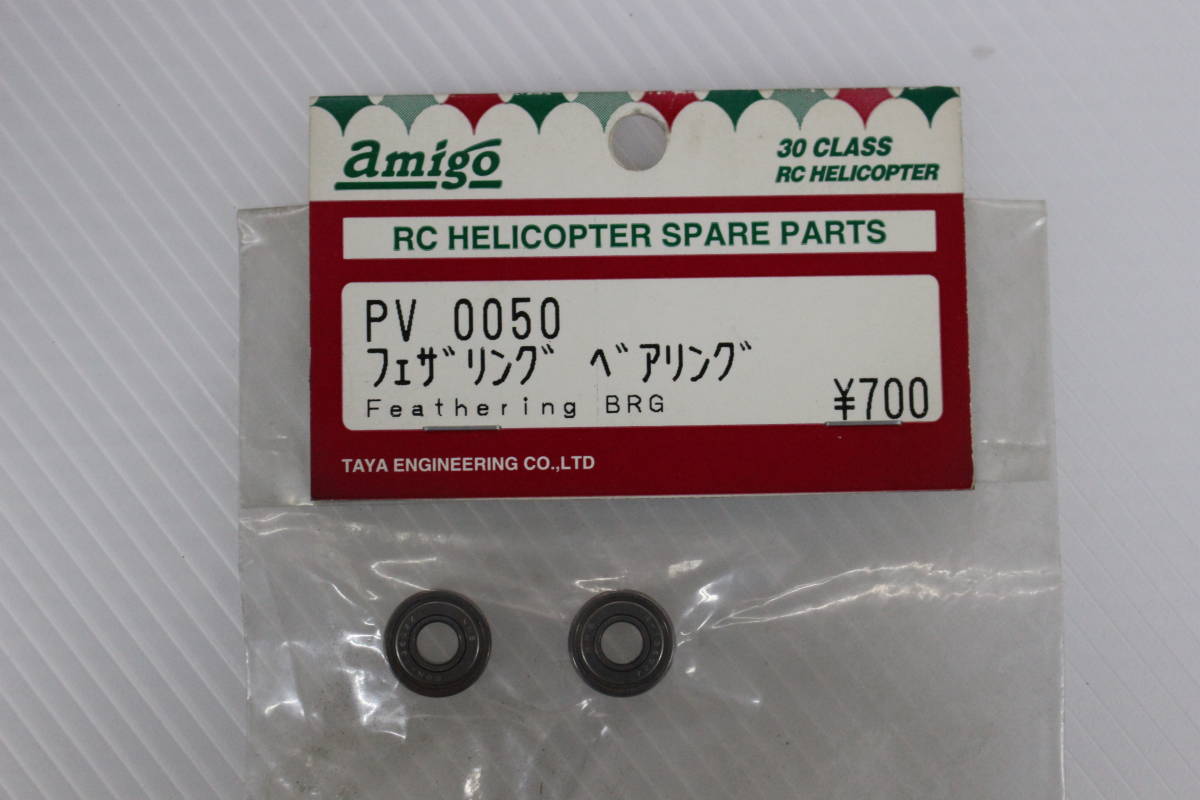 amigo
30 CLASS
RC HELICOPTER
RC HELICOPTER SPARE PARTS
PV 0050
ﾌｪｻﾞﾘﾝｸﾞ ﾍﾞｱﾘﾝｸﾞ
Feathering BRG
¥700
TAYA ENGINEERING CO.,LTD